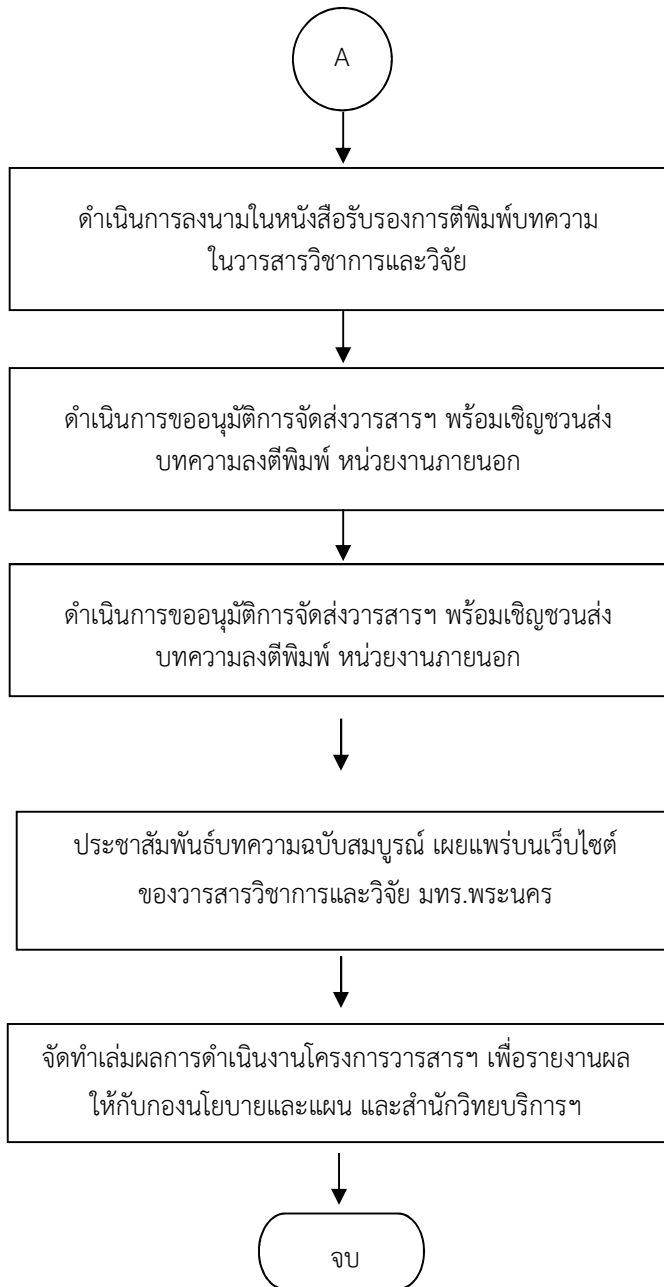 A
ดำเนินการลงนามในหนังสือรับรองการตีพิมพ์บทความ
ในวารสารวิชาการและวิจัย
ดำเนินการขออนุมัติการจัดส่งวารสารฯ พร้อมเชิญชวนส่ง
บทความลงตีพิมพ์ หน่วยงานภายนอก
ดำเนินการขออนุมัติการจัดส่งวารสารฯ พร้อมเชิญชวนส่ง
บทความลงตีพิมพ์ หน่วยงานภายนอก
ประชาสัมพันธ์บทความฉบับสมบูรณ์ เผยแพร่บนเว็บไซต์
ของวารสารวิชาการและวิจัย มทร.พระนคร
จัดทำเล่มผลการดำเนินงานโครงการวารสารฯ เพื่อรายงานผล
ให้กับกองนโยบายและแผน และสำนักวิทยบริการฯ
จบ